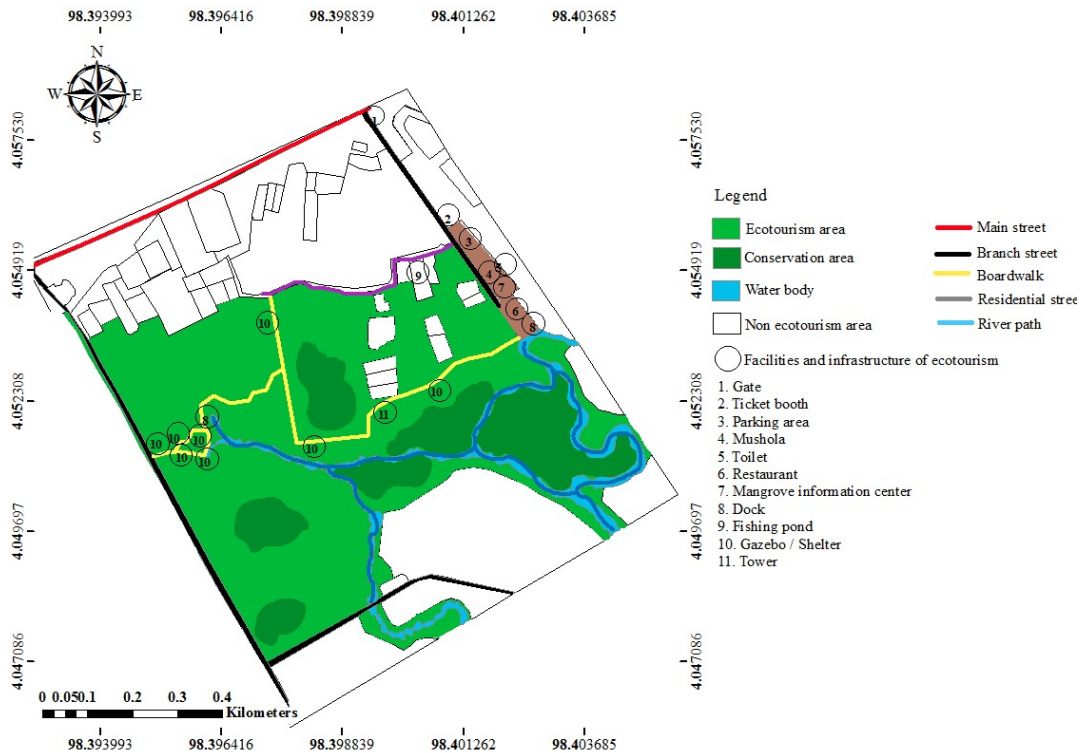 98.393993 98.396416 98.398839 98.401262 98.403685
N
W E
S
4.057530
4.054919
4.052308
4.049697
4.047086
4.057530
4.054919
4.052308
4.049697
4.047086
1
2
3
5
4
9
7
6
8
10
10
11
8
10
10
10
10
10
10
Legend
Ecotourism area
Conservation area
Water body
Non ecotourism area
Main street
Branch street
Boardwalk
Residential stree
River path
Facilities and infrastructure of ecotourism
1. Gate
2. Ticket booth
3. Parking area
4. Mushola
5. Toilet
6. Restaurant
7. Mangrove information center
8. Dock
9. Fishing pond
10. Gazebo / Shelter
11. Tower
0 0.05 0.1 0.2 0.3 0.4
Kilometers
98.393993 98.396416 98.398839 98.401262 98.403685